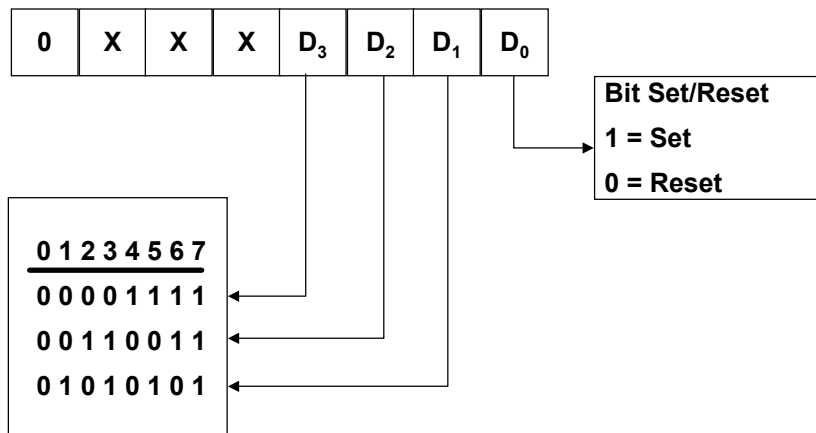 0 X X X D₃ D₂ D₁ D₀
Bit Set/Reset
1 = Set
0 = Reset
0 1 2 3 4 5 6 7
0 0 0 0 1 1 1 1
0 0 1 1 0 0 1 1
0 1 0 1 0 1 0 1